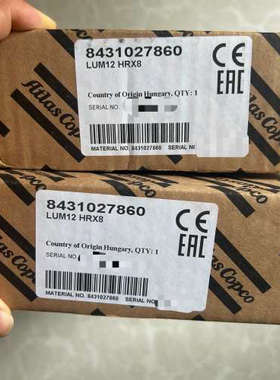 Atlas Copco
8431027860
LUM12 HRX8
CE
EAC
Country of Origin Hungary, QTY: 1
SERIAL NO.
MATERIAL NO. 8431027860 SERIAL N
Atlas Copco
8431027860
LUM12 HRX8
CE
EAC
Country of Origin Hungary, QTY: 1
SERIAL NO
MATERIAL NO. 8431027860 SERIAL NO
Atlas Copco